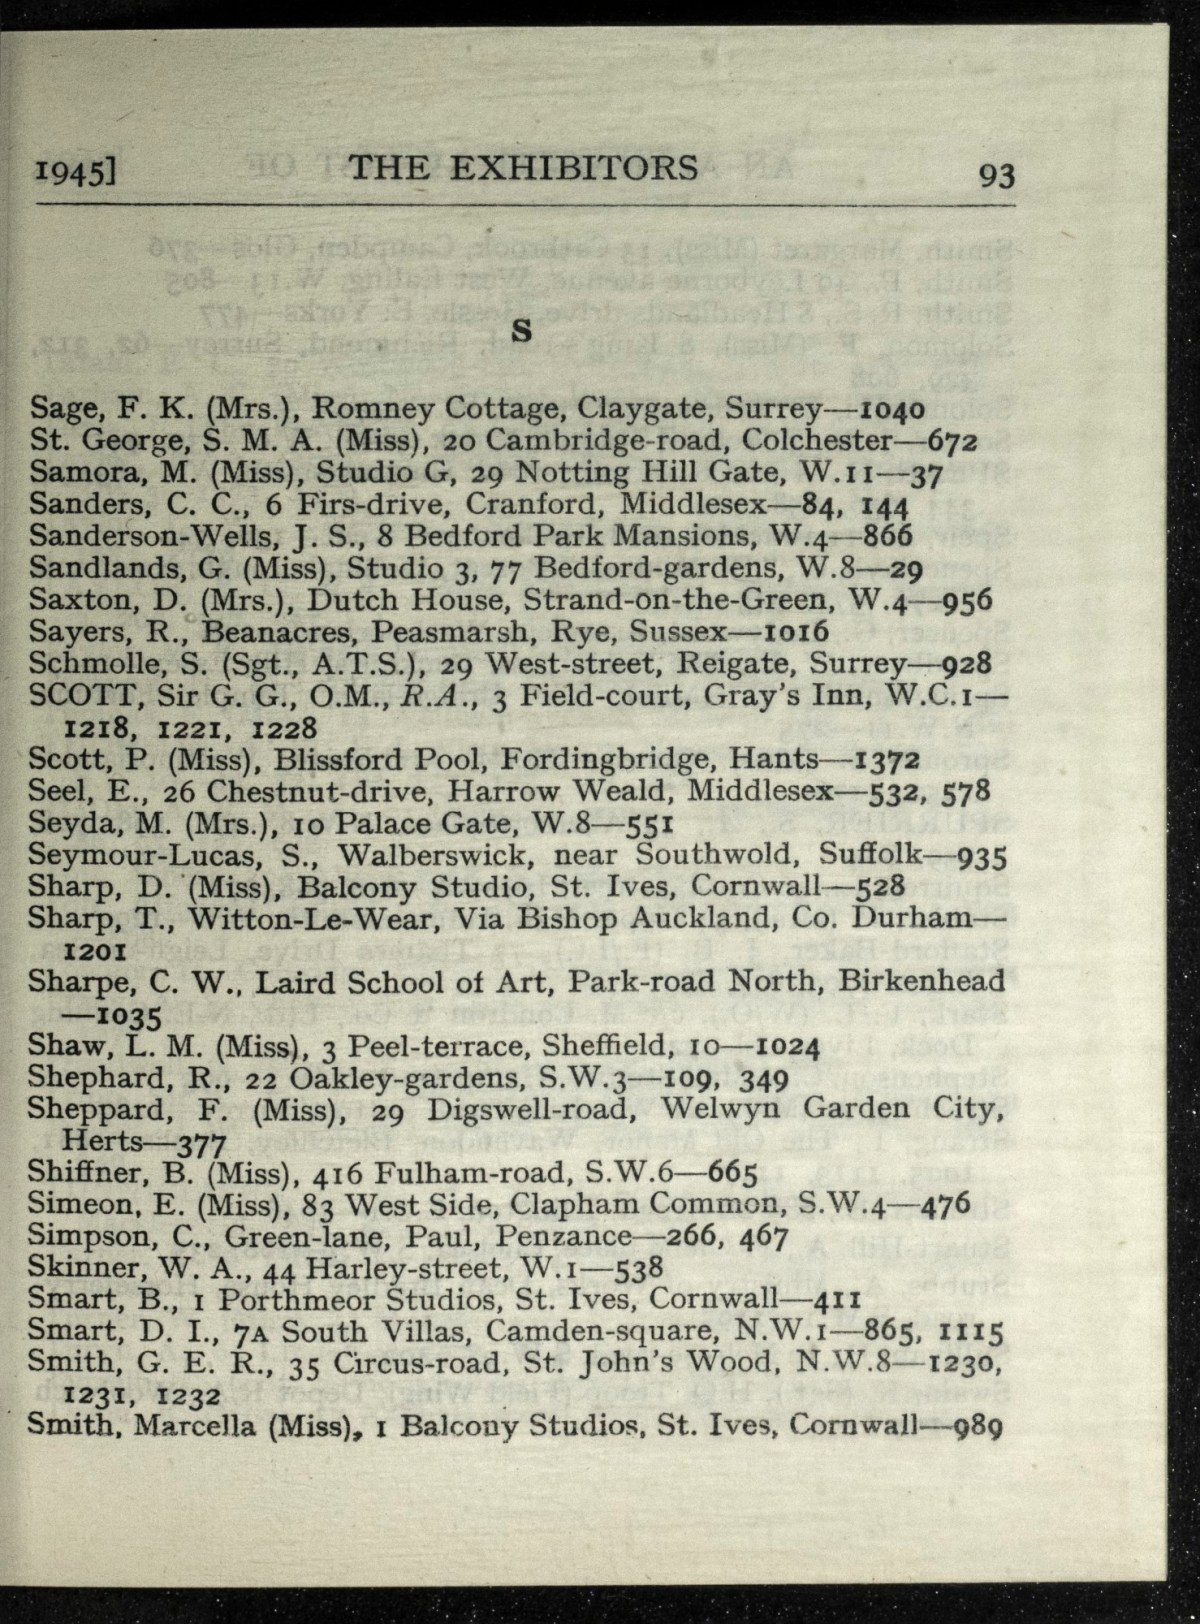 1945] THE EXHIBITORS 93
S
Sage, F. K. (Mrs.), Romney Cottage, Claygate, Surrey—1040
St. George, S. M. A. (Miss), 20 Cambridge-road, Colchester—672
Samora, M. (Miss), Studio G, 29 Notting Hill Gate, W.11—37
Sanders, C. C., 6 Firs-drive, Cranford, Middlesex—84, 144
Sanderson-Wells, J. S., 8 Bedford Park Mansions, W.4—866
Sandlands, G. (Miss), Studio 3, 77 Bedford-gardens, W.8—29
Saxton, D. (Mrs.), Dutch House, Strand-on-the-Green, W.4—956
Sayers, R., Beanacres, Peasmarsh, Rye, Sussex—1016
Schmolle, S. (Sgt., A.T.S.), 29 West-street, Reigate, Surrey—928
SCOTT, Sir G. G., O.M., R.A., 3 Field-court, Gray's Inn, W.C.1—
1218, 1221, 1228
Scott, P. (Miss), Blissford Pool, Fordingbridge, Hants—1372
Seel, E., 26 Chestnut-drive, Harrow Weald, Middlesex—532, 578
Seyda, M. (Mrs.), 10 Palace Gate, W.8—551
Seymour-Lucas, S., Walberswick, near Southwold, Suffolk—935
Sharp, D. (Miss), Balcony Studio, St. Ives, Cornwall—528
Sharp, T., Witton-Le-Wear, Via Bishop Auckland, Co. Durham—
1201
Sharpe, C. W., Laird School of Art, Park-road North, Birkenhead
—1035
Shaw, L. M. (Miss), 3 Peel-terrace, Sheffield, 10—1024
Shephard, R., 22 Oakley-gardens, S.W.3—109, 349
Sheppard, F. (Miss), 29 Digswell-road, Welwyn Garden City,
Herts—377
Shiffner, B. (Miss), 416 Fulham-road, S.W.6—665
Simeon, E. (Miss), 83 West Side, Clapham Common, S.W.4—476
Simpson, C., Green-lane, Paul, Penzance—266, 467
Skinner, W. A., 44 Harley-street, W.1—538
Smart, B., 1 Porthmeor Studios, St. Ives, Cornwall—411
Smart, D. I., 7A South Villas, Camden-square, N.W.1—865, 1115
Smith, G. E. R., 35 Circus-road, St. John's Wood, N.W.8—1230,
1231, 1232
Smith, Marcella (Miss), 1 Balcony Studios, St. Ives, Cornwall—989